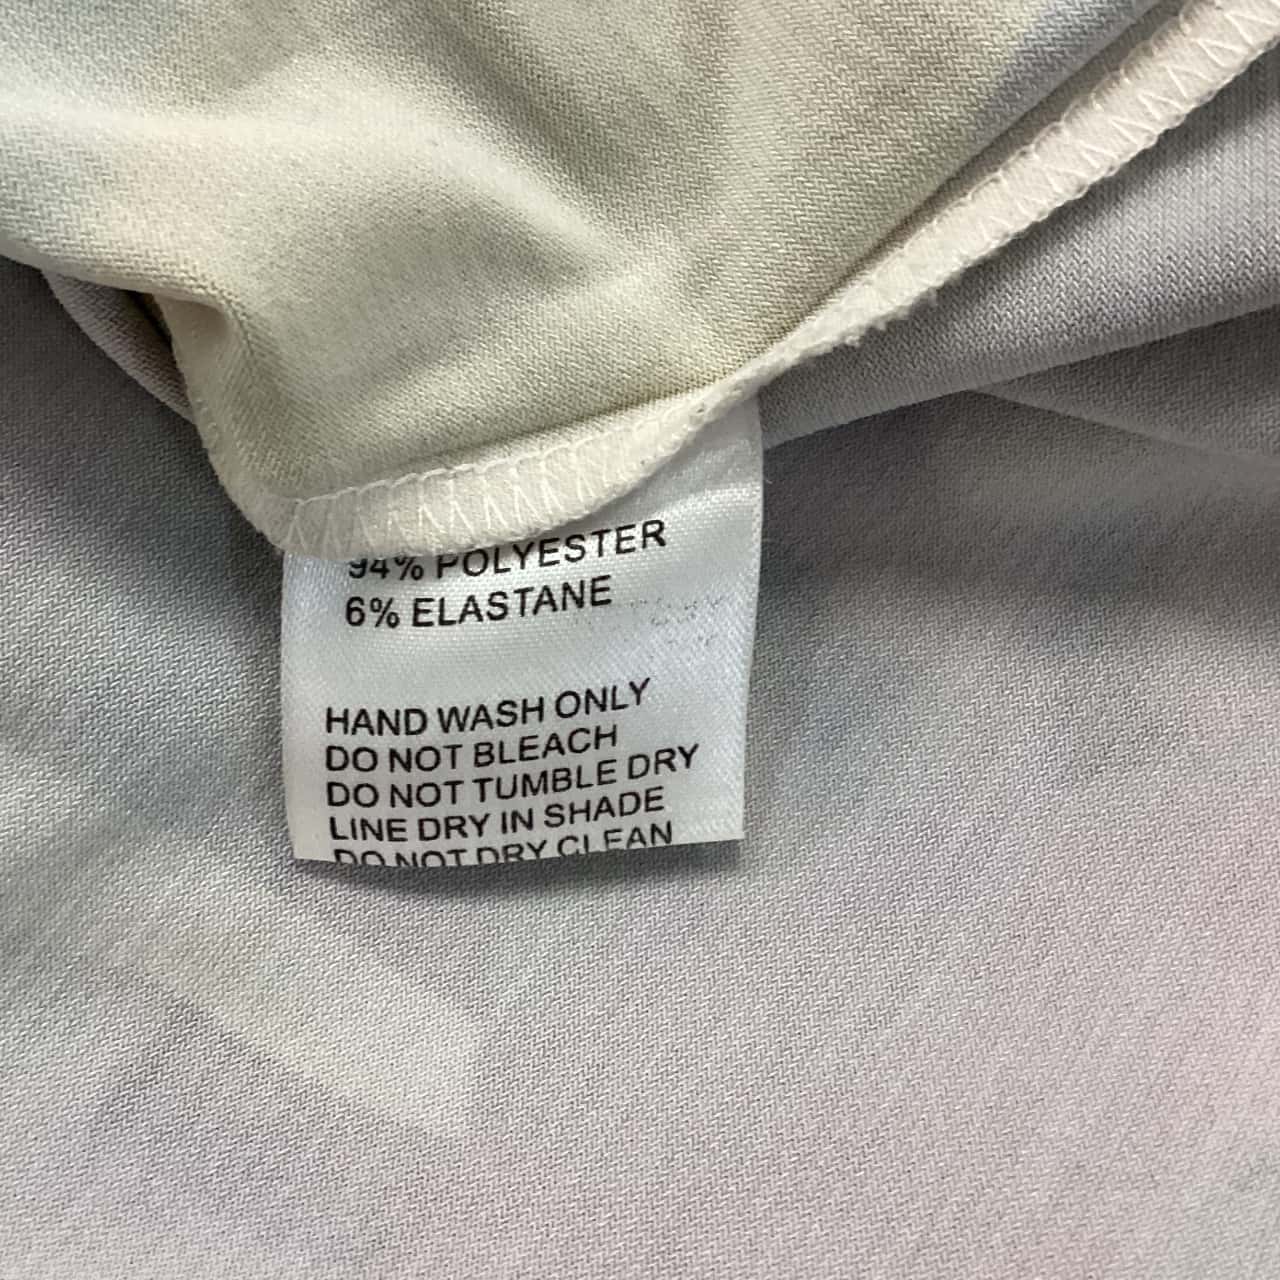 94% POLYESTER
6% ELASTANE
HAND WASH ONLY
DO NOT BLEACH
DO NOT TUMBLE DRY
LINE DRY IN SHADE
DO NOT DRY CLEAN